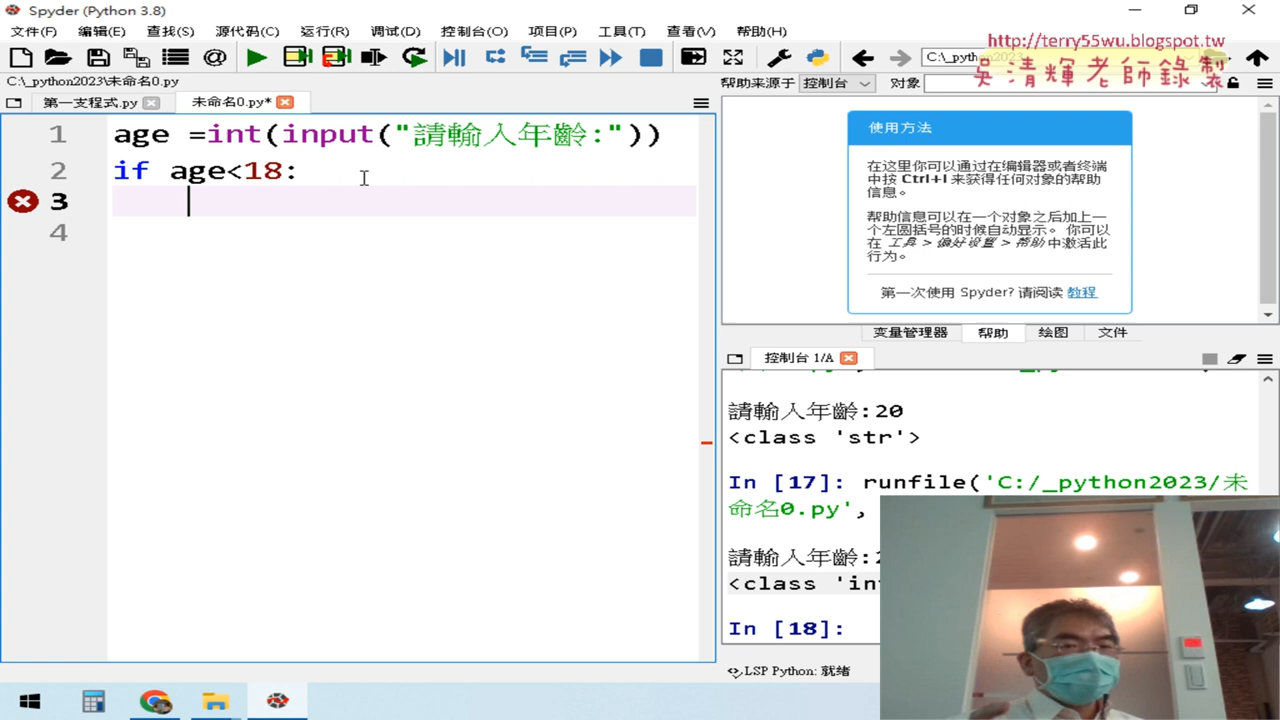 Spyder (Python 3.8)
文件(F) 编辑(E) 查找(S) 源代码(C) 运行(R) 调试(D) 控制台(O) 项目(P) 工具(T) 查看(V) 帮助(H)
http://terry55wu.blogspot.tw
吳清輝老師錄製
C:\_python2023
C:\_python2023\未命名0.py
帮助来源于 控制台 对象
第一支程式.py 未命名0.py*
1 age =int(input("請輸入年齡:"))
2 if age<18:
3
4
使用方法
在这里你可以通过在编辑器或者终端
中按 Ctrl+I 来获得任何对象的帮助
信息。
帮助信息可以在一个对象之后加上一
个左圆括号的时候自动显示。 你可以
在 工具 > 偏好设置 > 帮助 中激活此
行为。
第一次使用 Spyder? 请阅读 教程
变量管理器 帮助 绘图 文件
控制台 1/A
請輸入年齡:20
<class 'str'>
In [17]: runfile('C:/_python2023/未
命名0.py',
請輸入年齡:2
<class 'in
In [18]:
LSP Python: 就绪